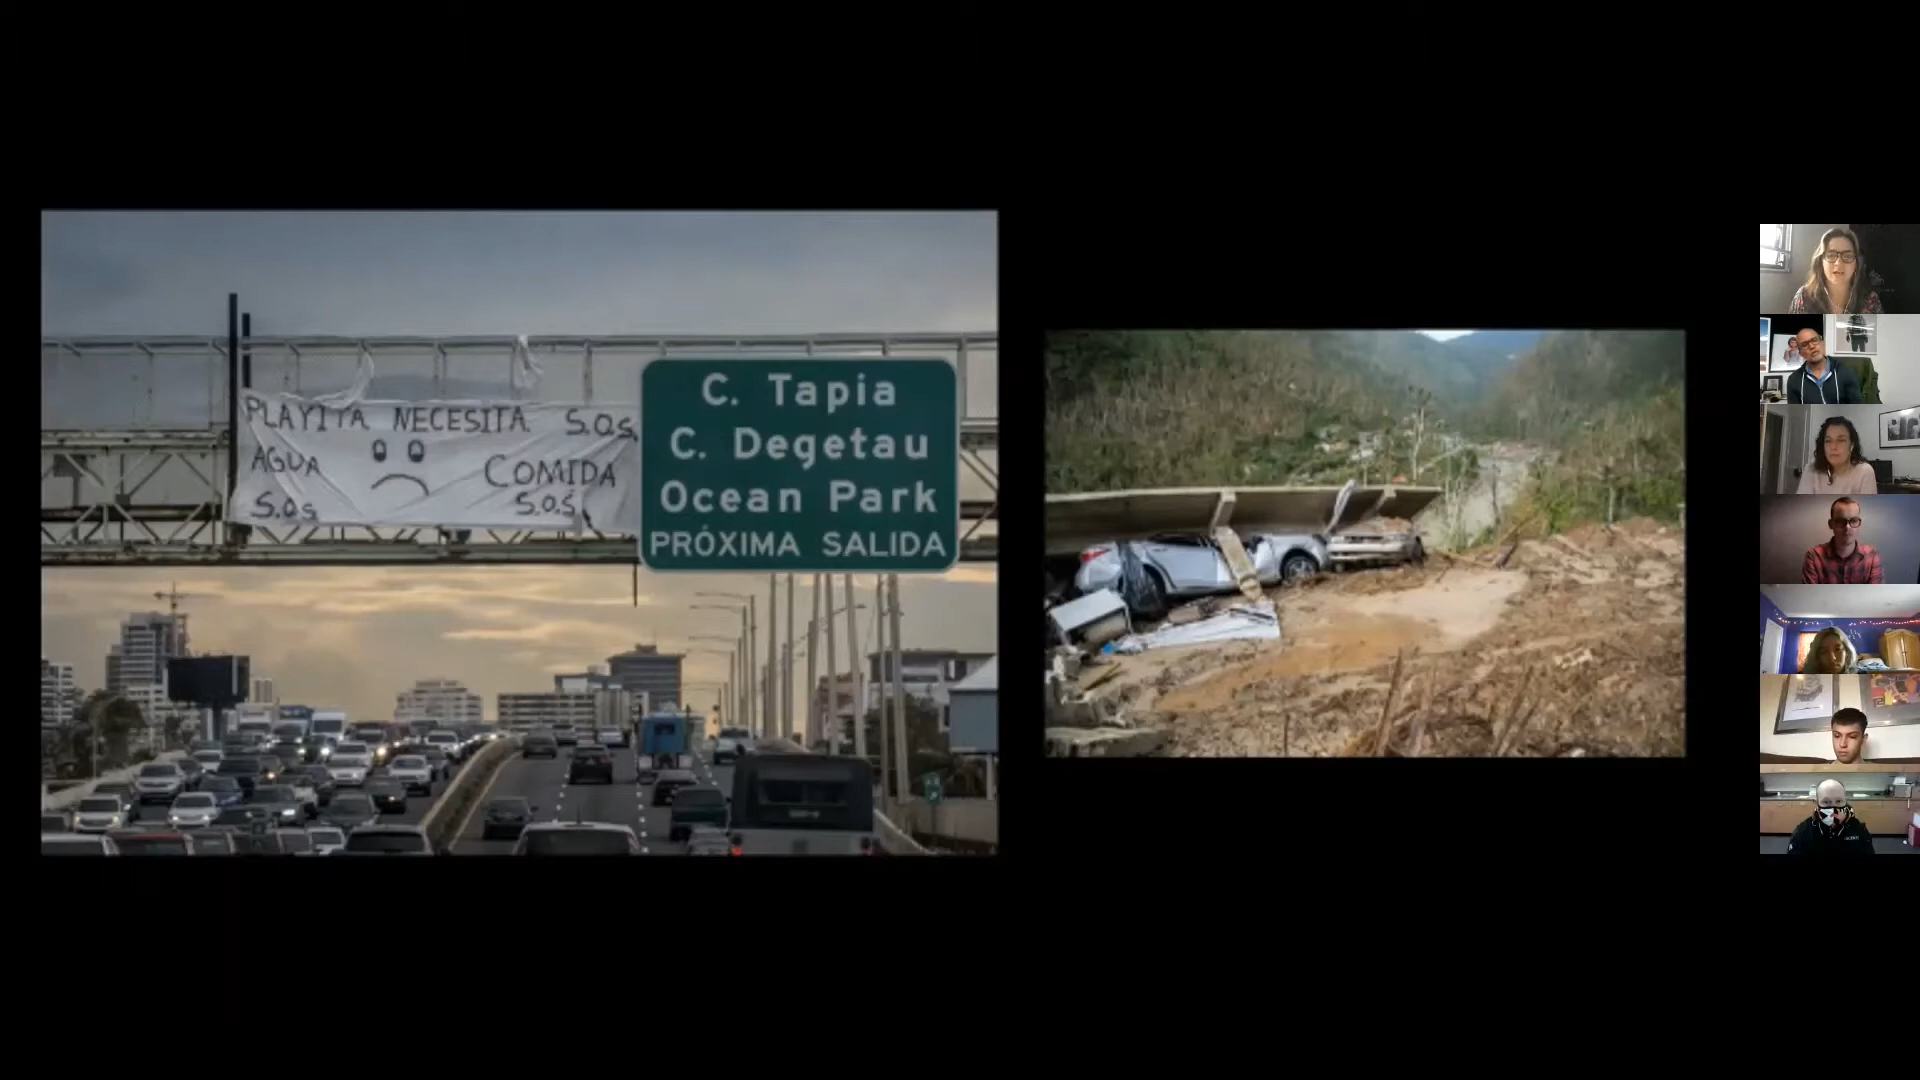 PLAYITA NECESITA S.O.S.
AGUA COMIDA
S.O.S S.O.S
C. Tapia
C. Degetau
Ocean Park
PRÓXIMA SALIDA